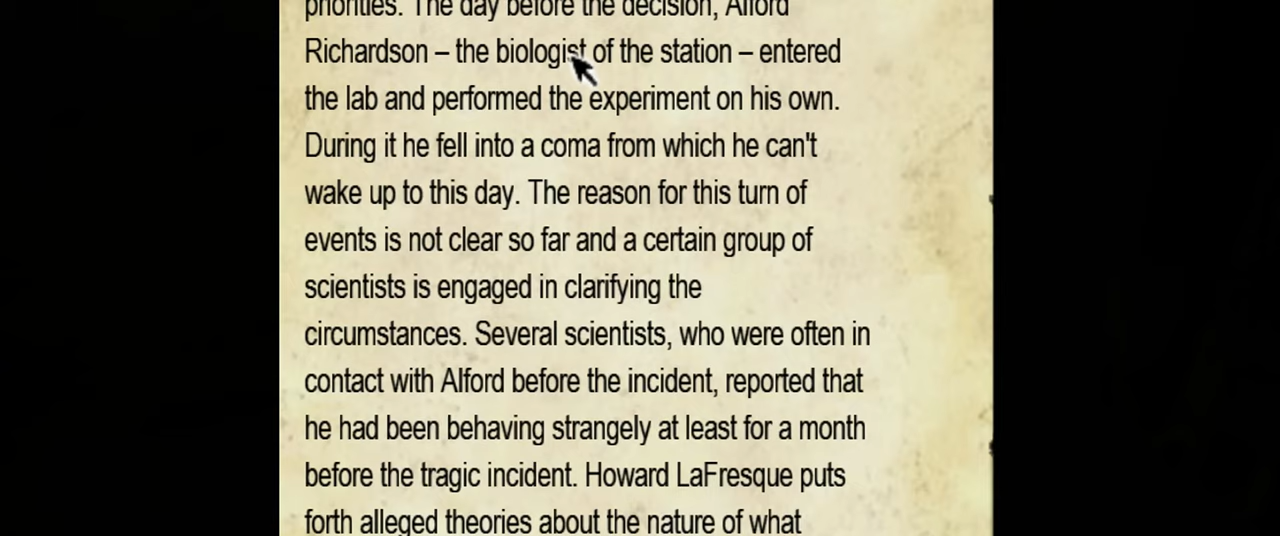 priorities. The day before the decision, Alford
Richardson – the biologist of the station – entered
the lab and performed the experiment on his own.
During it he fell into a coma from which he can't
wake up to this day. The reason for this turn of
events is not clear so far and a certain group of
scientists is engaged in clarifying the
circumstances. Several scientists, who were often in
contact with Alford before the incident, reported that
he had been behaving strangely at least for a month
before the tragic incident. Howard LaFresque puts
forth alleged theories about the nature of what